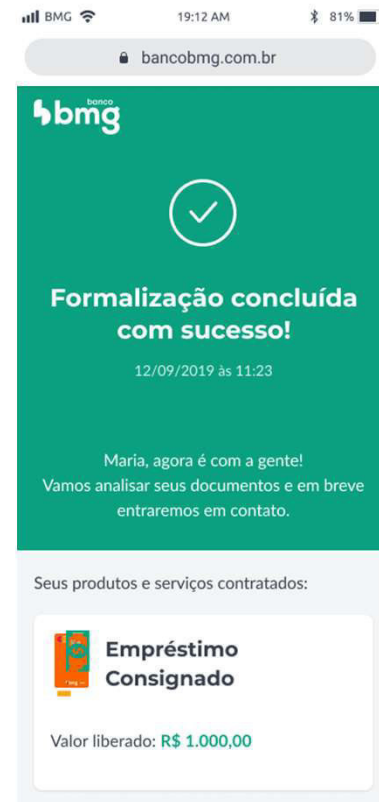 BMG 19:12 AM 81%
bancobmg.com.br
banco
bmg
Formalização concluída
com sucesso!
12/09/2019 às 11:23
Maria, agora é com a gente!
Vamos analisar seus documentos e em breve
entraremos em contato.
Seus produtos e serviços contratados:
Empréstimo
Consignado
Valor liberado: R$ 1.000,00